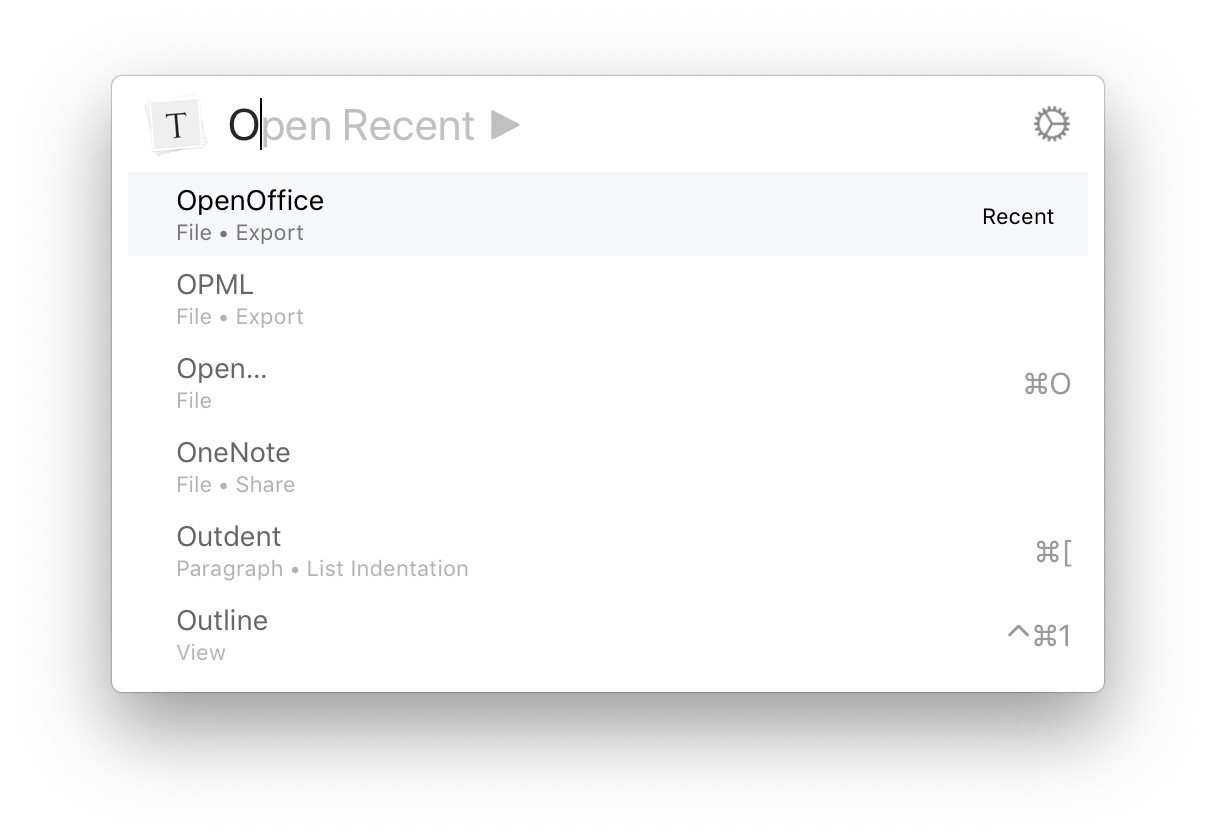 T Open Recent ▶
OpenOffice
File • Export
Recent
OPML
File • Export
Open...
File
⌘O
OneNote
File • Share
Outdent
Paragraph • List Indentation
⌘[
Outline
View
^⌘1